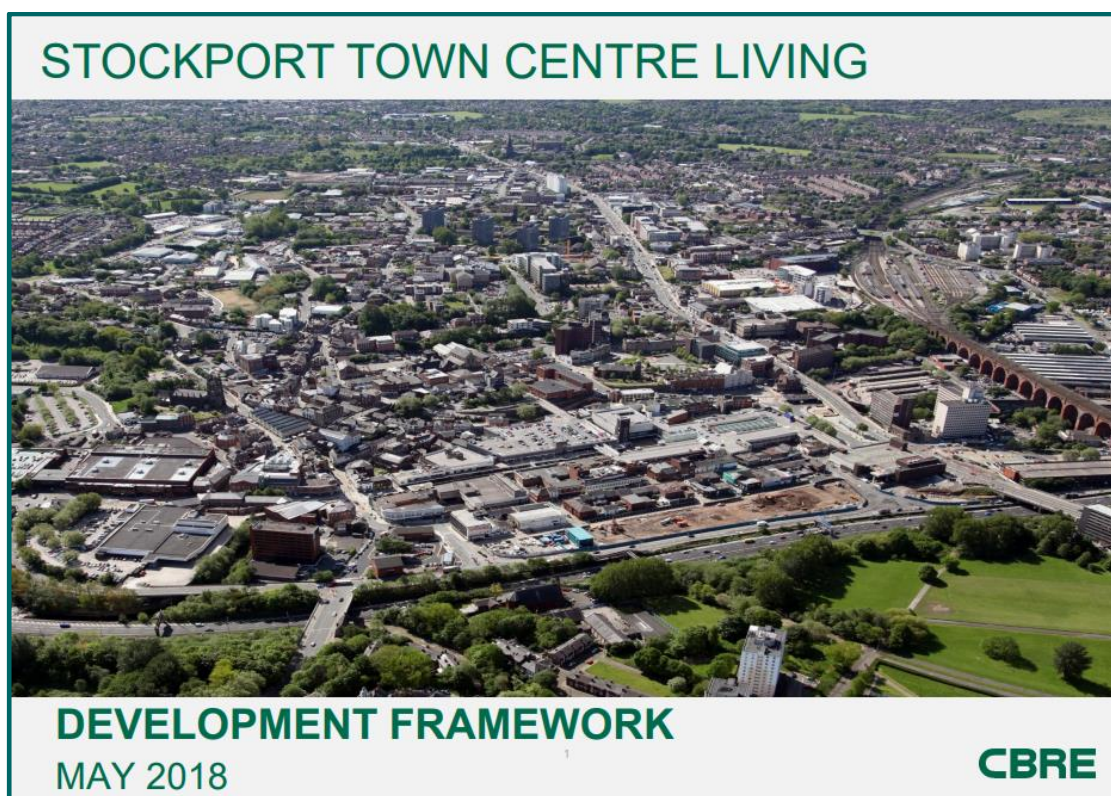 STOCKPORT TOWN CENTRE LIVING
DEVELOPMENT FRAMEWORK
1
MAY 2018
CBRE